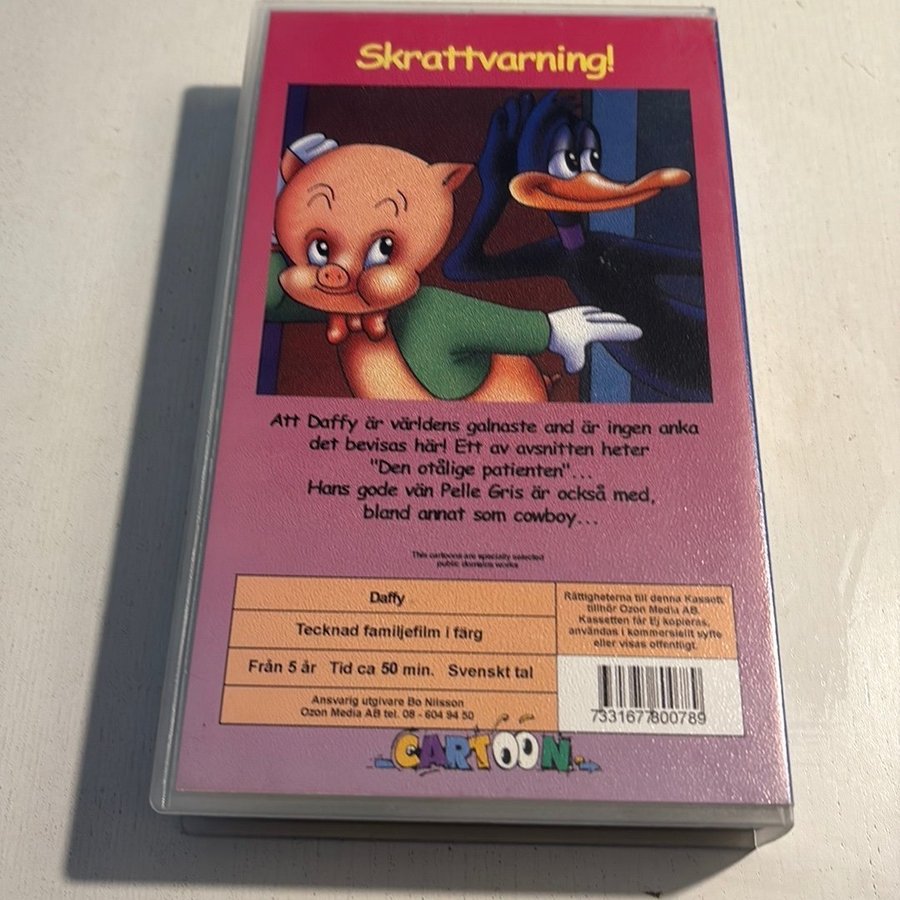 Skrattvarning!
Att Daffy är världens galnaste and är ingen anka
det bevisas här! Ett av avsnitten heter
"Den otålige patienten"...
Hans gode vän Pelle Gris är också med,
bland annat som cowboy...
This cartoons are specially selected
public domains works
Daffy
Tecknad familjefilm i färg
Från 5 år Tid ca 50 min. Svenskt tal
Ansvarig utgivare Bo Nilsson
Ozon Media AB tel. 08 - 604 94 50
Rättigheterna till denna Kassett
tillhör Ozon Media AB.
Kassetten får Ej kopieras,
användas i kommersiellt syfte
eller visas offentligt.
7331677800789
CARTOON